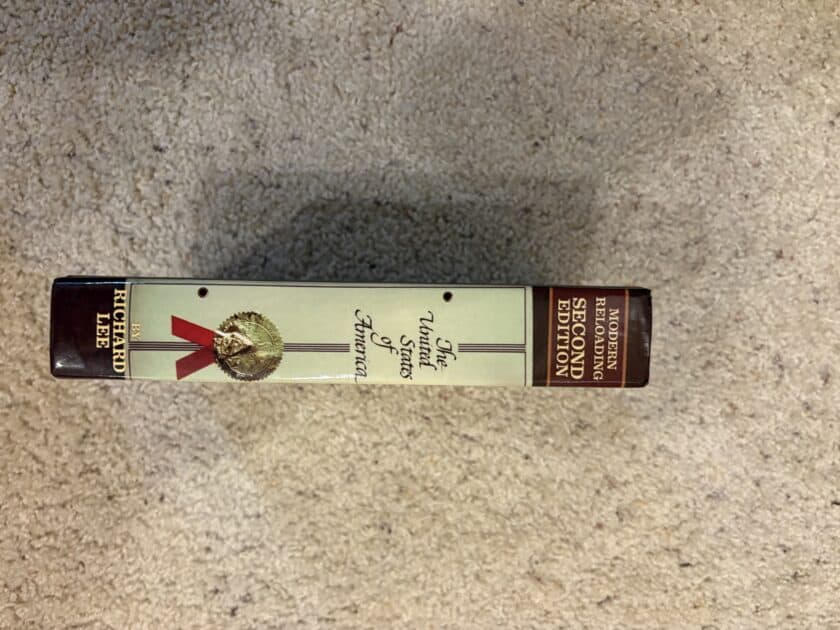 MODERN
RELOADING
SECOND
EDITION
The
United
States
of
America
BY
RICHARD
LEE